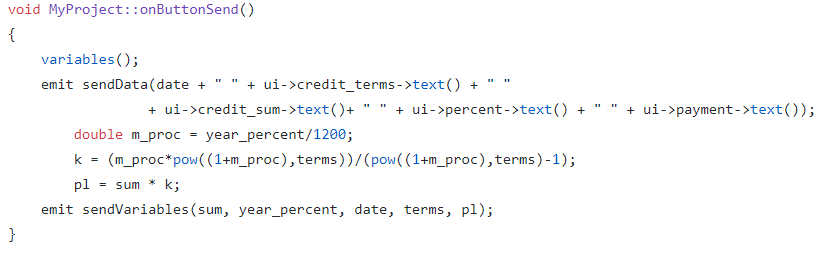 void MyProject::onButtonSend()
{
    variables();
    emit sendData(date + " " + ui->credit_terms->text() + " "
                  + ui->credit_sum->text()+ " " + ui->percent->text() + " " + ui->payment->text());
        double m_proc = year_percent/1200;
        k = (m_proc*pow((1+m_proc),terms))/(pow((1+m_proc),terms)-1);
        pl = sum * k;
    emit sendVariables(sum, year_percent, date, terms, pl);
}